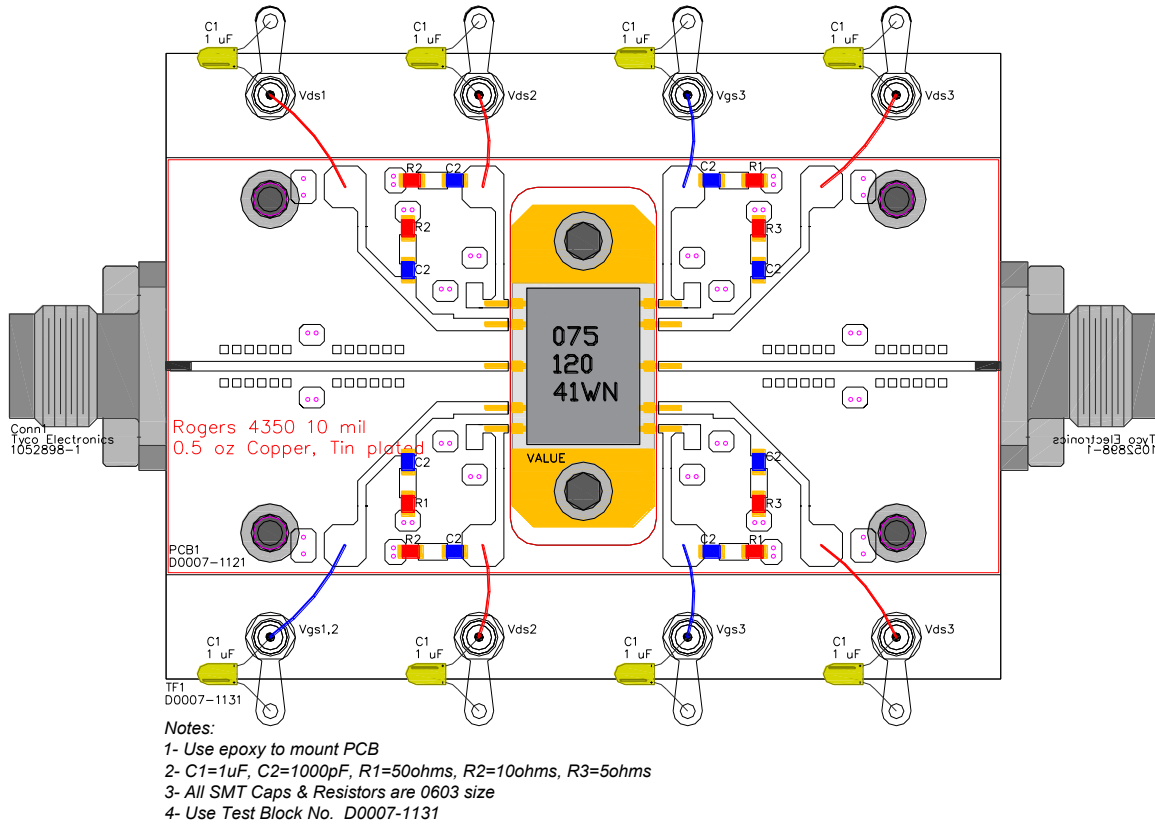 C1
1 uF
C1
1 uF
C1
1 uF
C1
1 uF
Vds1
Vds2
Vgs3
Vds3
R2
C2
C2
R1
R2
R3
C2
C2
075
120
41WN
Conn1
Tyco Electronics
1052898-1
Rogers 4350 10 mil
0.5 oz Copper, Tin plated
Tyco Electronics
1052898-1
VALUE
C2
C2
R1
R3
R2
C2
C2
R1
PCB1
D0007-1121
Vgs1,2
Vds2
Vgs3
Vds3
C1
1 uF
C1
1 uF
C1
1 uF
C1
1 uF
TF1
D0007-1131
Notes:
1- Use epoxy to mount PCB
2- C1=1uF, C2=1000pF, R1=50ohms, R2=10ohms, R3=5ohms
3- All SMT Caps & Resistors are 0603 size
4- Use Test Block No. D0007-1131